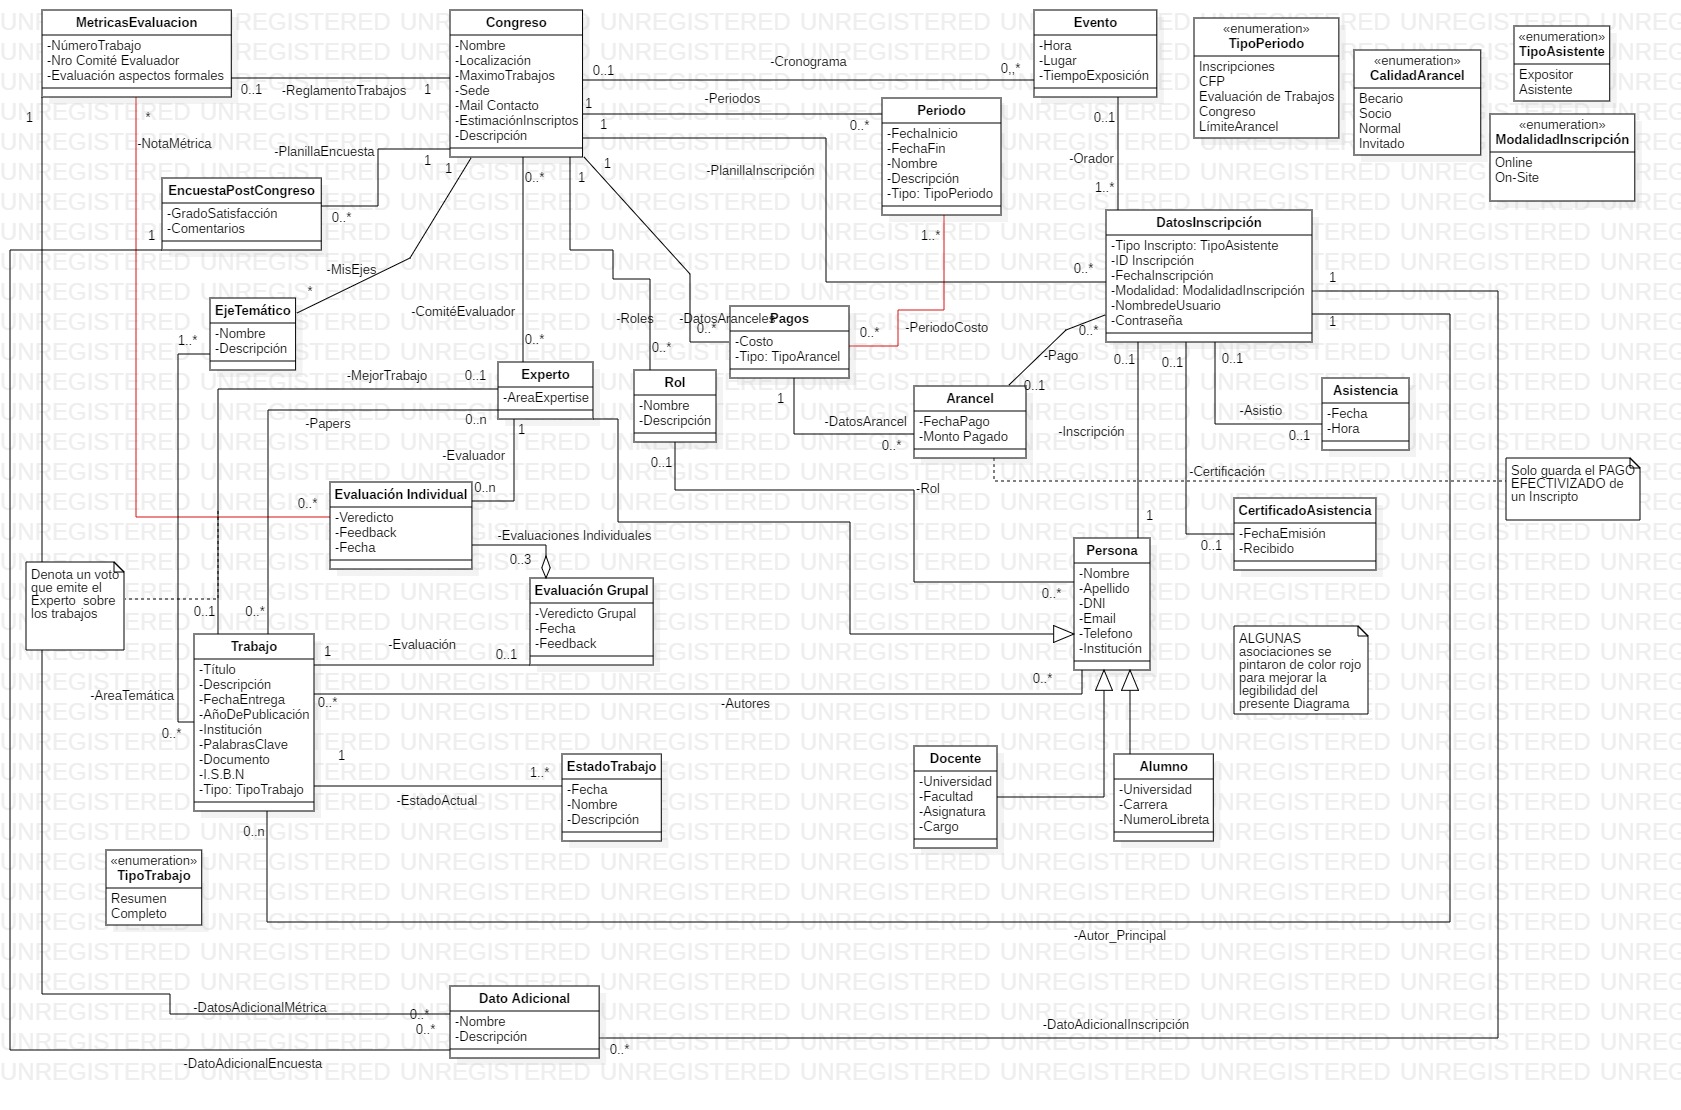 MetricasEvaluacion
-NúmeroTrabajo
-Nro Comité Evaluador
-Evaluación aspectos formales
Congreso
-Nombre
-Localización
-MaximoTrabajos
-Sede
-Mail Contacto
-EstimaciónInscriptos
-Descripción
Evento
-Hora
-Lugar
-TiempoExposición
«enumeration»
TipoPeriodo
Inscripciones
CFP
Evaluación de Trabajos
Congreso
LímiteArancel
«enumeration»
CalidadArancel
Becario
Socio
Normal
Invitado
«enumeration»
TipoAsistente
Expositor
Asistente
«enumeration»
ModalidadInscripción
Online
On-Site
0..1
-ReglamentoTrabajos
1
0..1
-Cronograma
0,,*
1
-Periodos
0..*
1
-PlanillaInscripción
0..*
Periodo
-FechaInicio
-FechaFin
-Nombre
-Descripción
-Tipo: TipoPeriodo
1
*
-NotaMétrica
-PlanillaEncuesta
1
0..*
EncuestaPostCongreso
-GradoSatisfacción
-Comentarios
1
1
-MisEjes
*
0..*
-ComitéEvaluador
0..*
1
-Roles
0..*
1
-DatosAranceles
0..*
0..1
-Orador
1..*
DatosInscripción
-Tipo Inscripto: TipoAsistente
-ID Inscripción
-FechaInscripción
-Modalidad: ModalidadInscripción
-NombredeUsuario
-Contraseña
1
1
1..*
-PeriodoCosto
0..*
EjeTemático
-Nombre
-Descripción
1..*
Pagos
-Costo
-Tipo: TipoArancel
0..*
-Pago
0..1
Experto
-AreaExpertise
-MejorTrabajo
0..1
-Papers
0..n
Rol
-Nombre
-Descripción
1
-DatosArancel
0..*
Arancel
-FechaPago
-Monto Pagado
0..1
-Inscripción
1
0..1
-Certificación
0..1
0..1
-Asistio
0..1
Asistencia
-Fecha
-Hora
1
-Evaluador
0..n
0..1
-Rol
0..*
Solo guarda el PAGO
EFECTIVIZADO de
un Inscripto
0..*
Evaluación Individual
-Veredicto
-Feedback
-Fecha
-Evaluaciones Individuales
0..3
CertificadoAsistencia
-FechaEmisión
-Recibido
Denota un voto
que emite el
Experto sobre
los trabajos
Evaluación Grupal
-Veredicto Grupal
-Fecha
-Feedback
Persona
-Nombre
-Apellido
-DNI
-Email
-Telefono
-Institución
ALGUNAS
asociaciones se
pintaron de color rojo
para mejorar la
legibilidad del
presente Diagrama
0..1
0..*
Trabajo
-Título
-Descripción
-FechaEntrega
-AñoDePublicación
-Institución
-PalabrasClave
-Documento
-I.S.B.N
-Tipo: TipoTrabajo
1
-Evaluación
0..1
0..*
-Autores
0..*
-AreaTemática
0..*
1
-EstadoActual
1..*
EstadoTrabajo
-Fecha
-Nombre
-Descripción
Docente
-Universidad
-Facultad
-Asignatura
-Cargo
Alumno
-Universidad
-Carrera
-NumeroLibreta
0..n
«enumeration»
TipoTrabajo
Resumen
Completo
-Autor_Principal
Dato Adicional
-Nombre
-Descripción
-DatosAdicionalMétrica
0..*
0..*
-DatoAdicionalEncuesta
-DatoAdicionalInscripción
0..*
UNREGISTERED